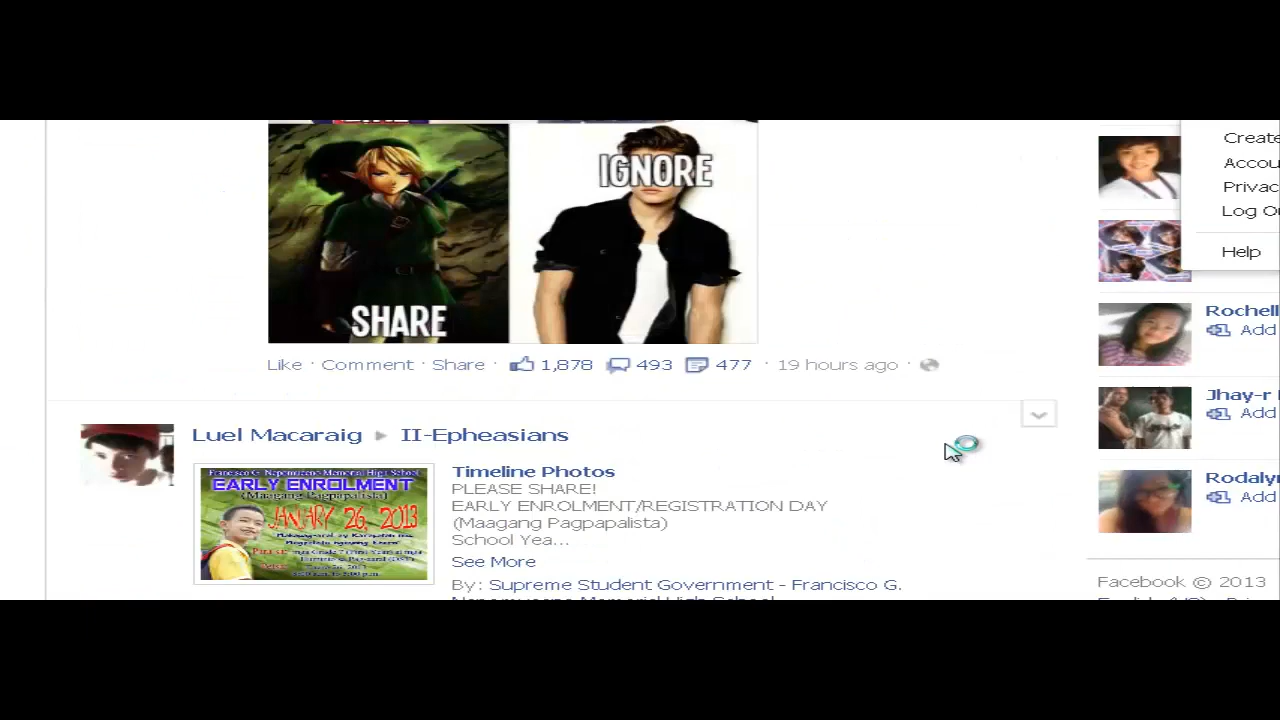 IGNORE
SHARE
Like · Comment · Share · 1,878 493 477 · 19 hours ago ·
Luel Macaraig ▸ II-Epheasians
EARLY ENROLMENT
(Maagang Pagpapalista)
JANUARY 26, 2013
Timeline Photos
PLEASE SHARE!
EARLY ENROLMENT/REGISTRATION DAY
(Maagang Pagpapalista)
School Yea...
See More
By: Supreme Student Government - Francisco G.
Create
Accou
Privac
Log O
Help
Rochell
Add
Jhay-r
Add
Rodalyn
Add
Facebook © 2013